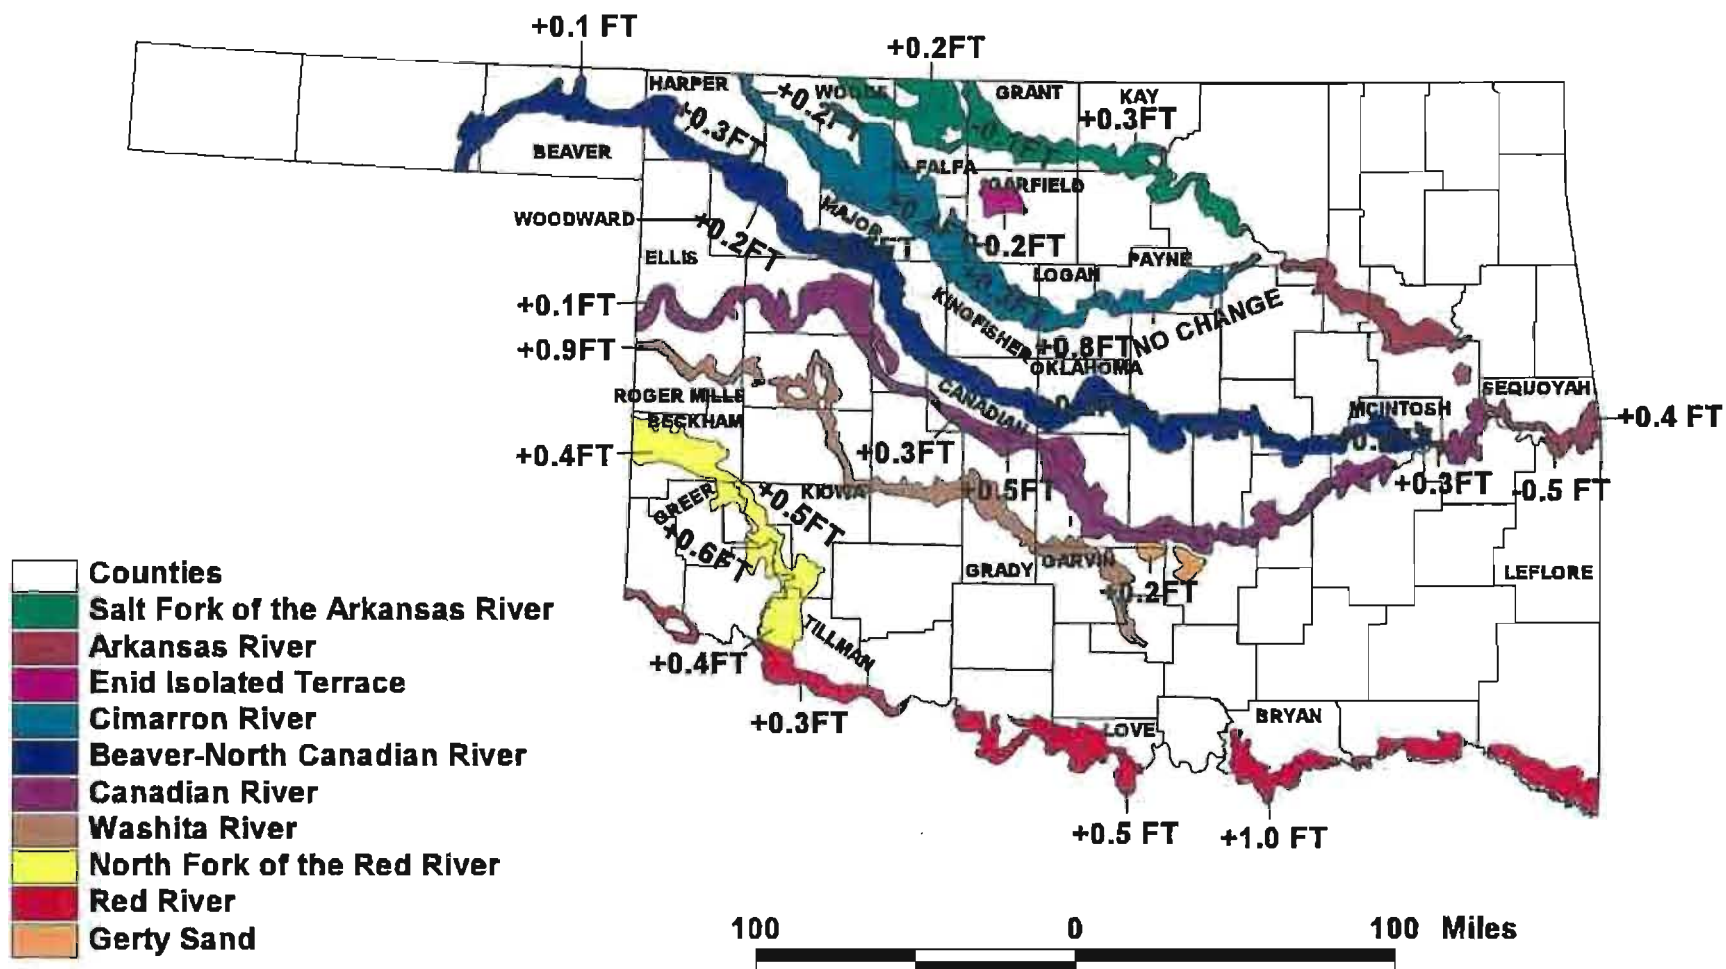 +0.1 FT
+0.2FT
HARPER
+0.2FT
GRANT
KAY
+0.3FT
+0.3FT
BEAVER
GARFIELD
MAJOR
WOODWARD
+0.2FT
+0.2FT
ELLIS
LOGAN
PAYNE
+0.1FT
KINGFISHER
NO CHANGE
+0.9FT
+0.8FT
OKLAHOMA
ROGER MILLS
SEQUOYAH
CANADIAN
MCINTOSH
BECKHAM
+0.4 FT
+0.4FT
+0.3FT
+0.3FT
-0.5 FT
KIOWA
+0.5FT
+0.5FT
GREER
+0.6FT
GARVIN
GRADY
LEFLORE
+0.2FT
TILLMAN
+0.4FT
+0.3FT
LOVE
BRYAN
+0.5 FT
+1.0 FT
Counties
Salt Fork of the Arkansas River
Arkansas River
Enid Isolated Terrace
Cimarron River
Beaver-North Canadian River
Canadian River
Washita River
North Fork of the Red River
Red River
Gerty Sand
100 0 100 Miles